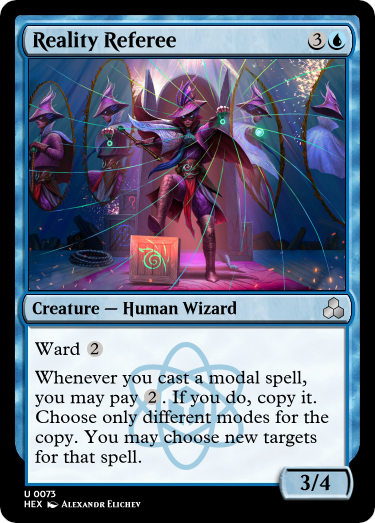 Reality Referee 3
Creature — Human Wizard
Ward 2
Whenever you cast a modal spell,
you may pay 2. If you do, copy it.
Choose only different modes for the
copy. You may choose new targets
for that spell.
3/4
U 0073
HEX Alexandr Elichev